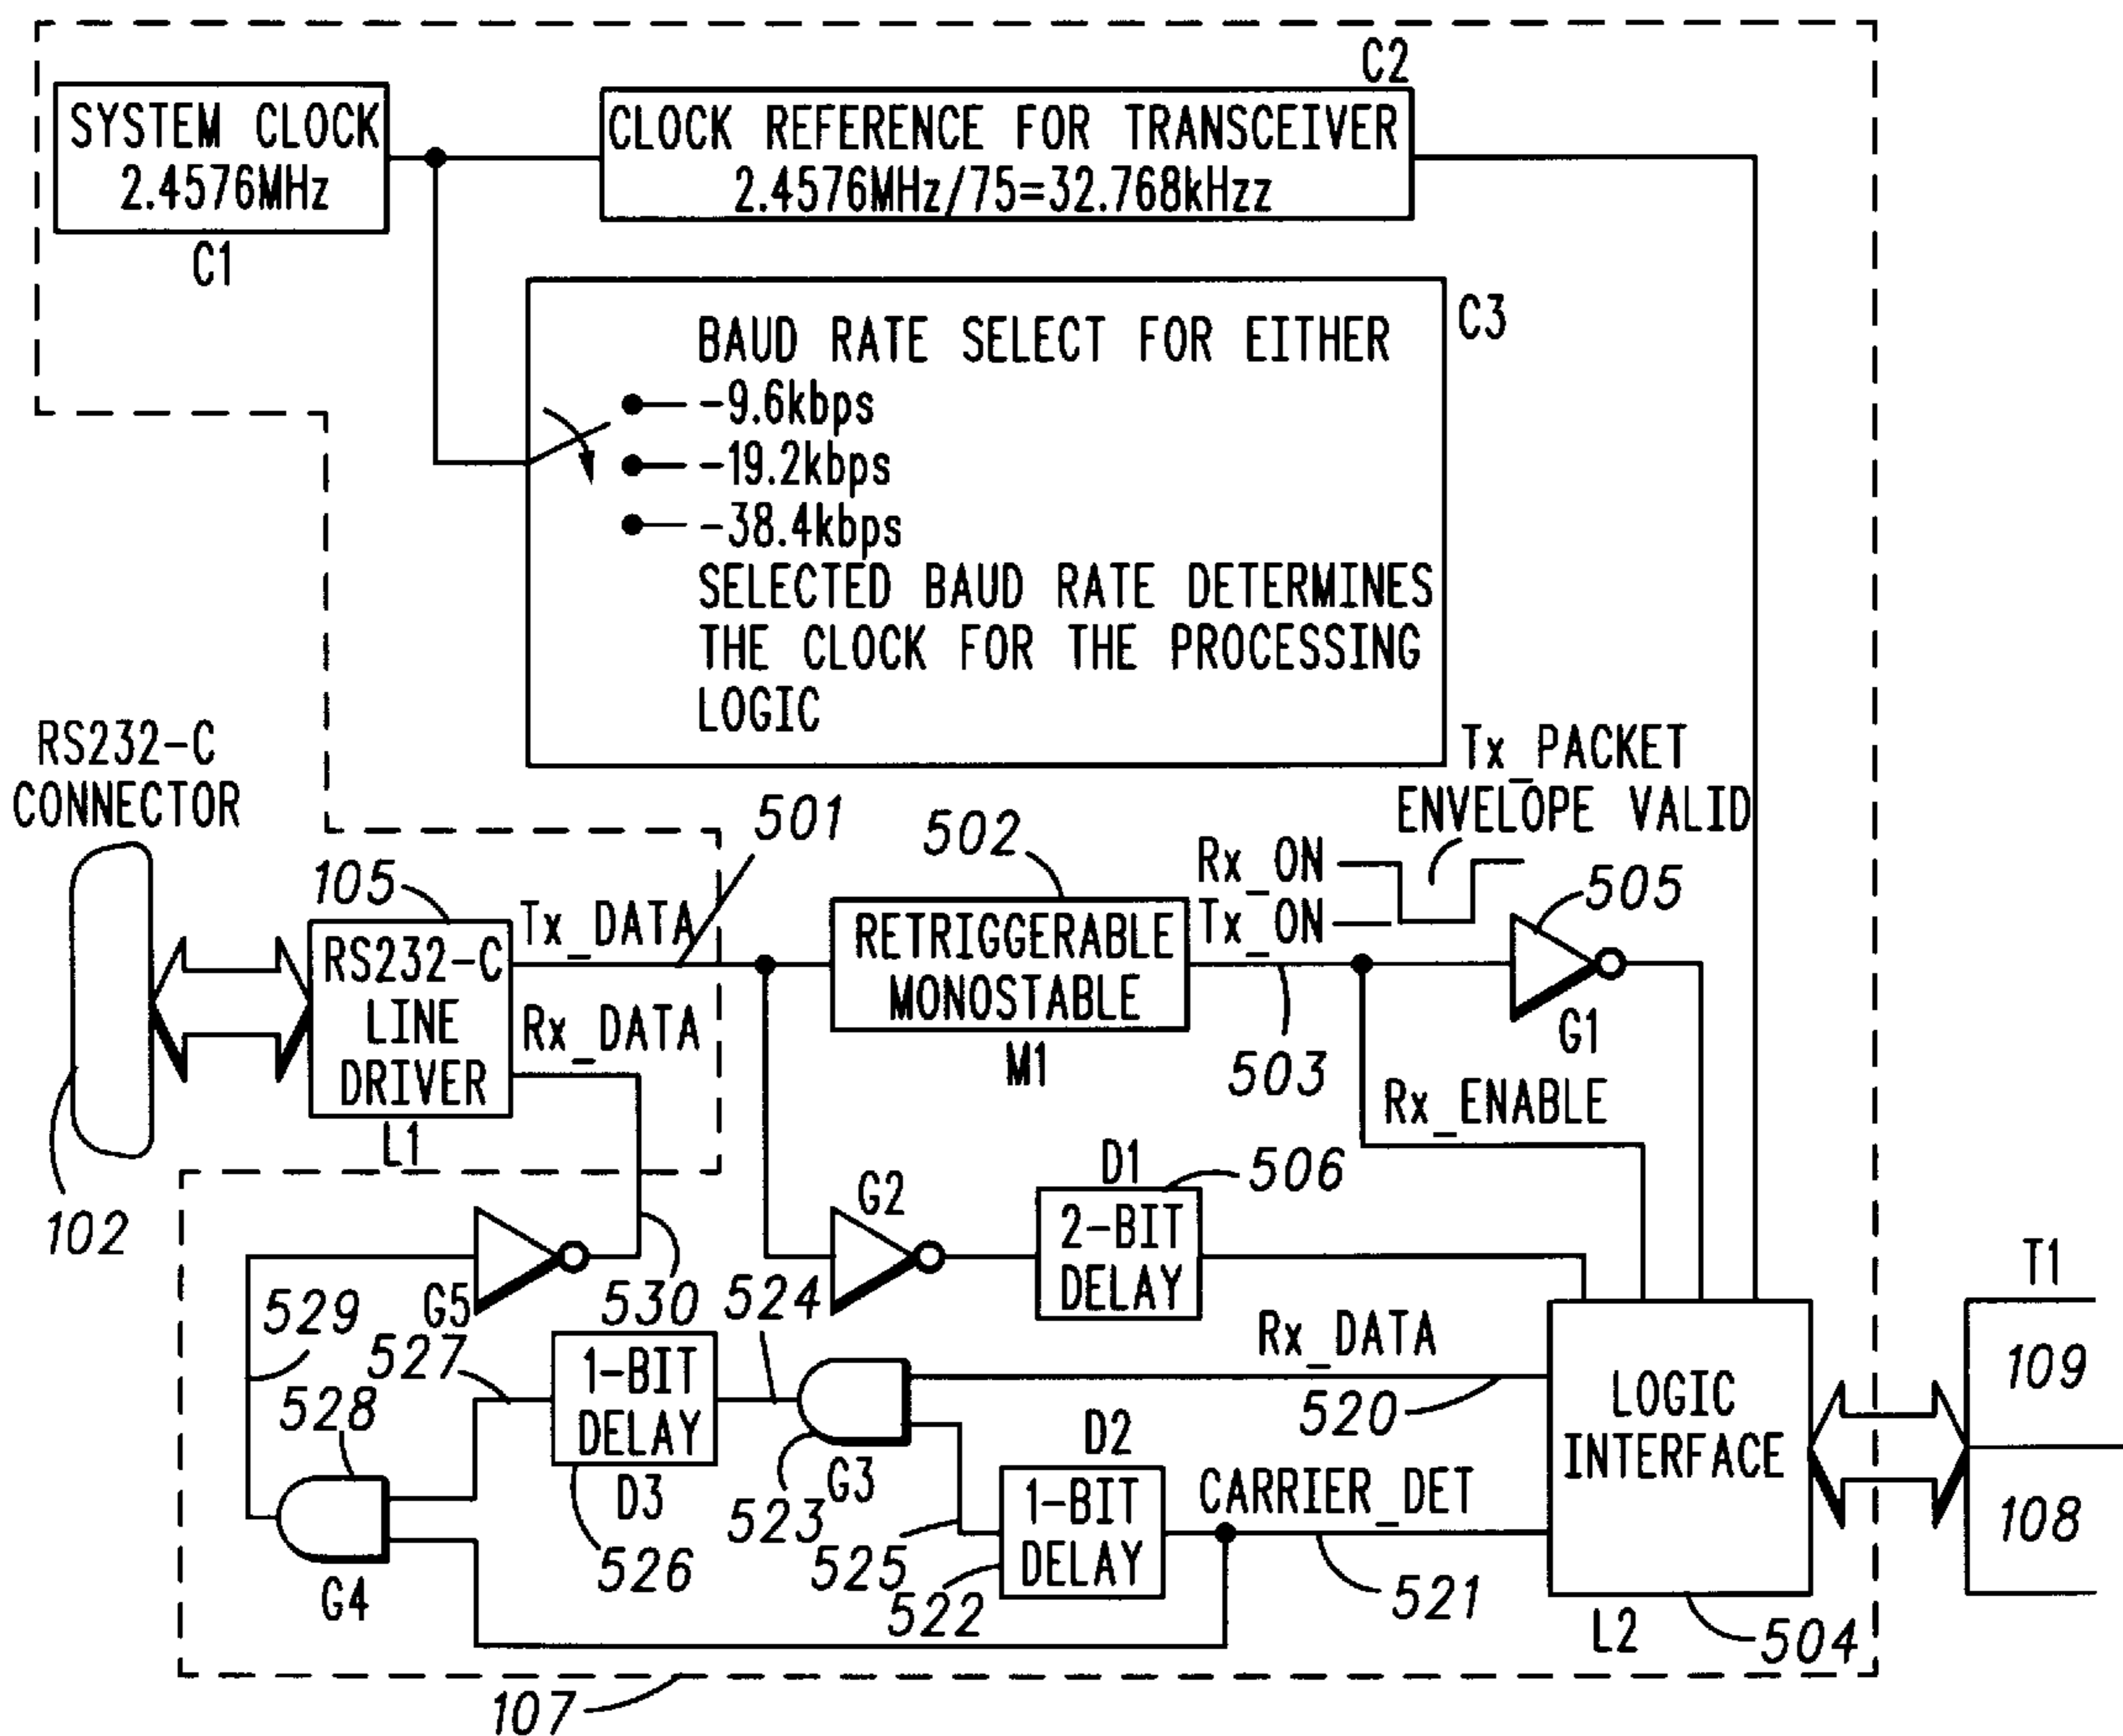 C2
SYSTEM CLOCK
2.4576MHz
C1
CLOCK REFERENCE FOR TRANSCEIVER
2.4576MHz/75=32.768kHzz
C3
BAUD RATE SELECT FOR EITHER
-9.6kbps
-19.2kbps
-38.4kbps
SELECTED BAUD RATE DETERMINES
THE CLOCK FOR THE PROCESSING
LOGIC
RS232-C
CONNECTOR
102
105
RS232-C
LINE
DRIVER
L1
Tx_DATA
Rx_DATA
501
502
RETRIGGERABLE
MONOSTABLE
M1
Tx_PACKET
ENVELOPE VALID
Rx_ON
Tx_ON
503
505
G1
Rx_ENABLE
G2
D1
506
2-BIT
DELAY
G5
530
524
529
527
528
G4
1-BIT
DELAY
D3
526
523
G3
Rx_DATA
520
D2
1-BIT
DELAY
525
522
CARRIER_DET
521
LOGIC
INTERFACE
L2
504
T1
109
108
107